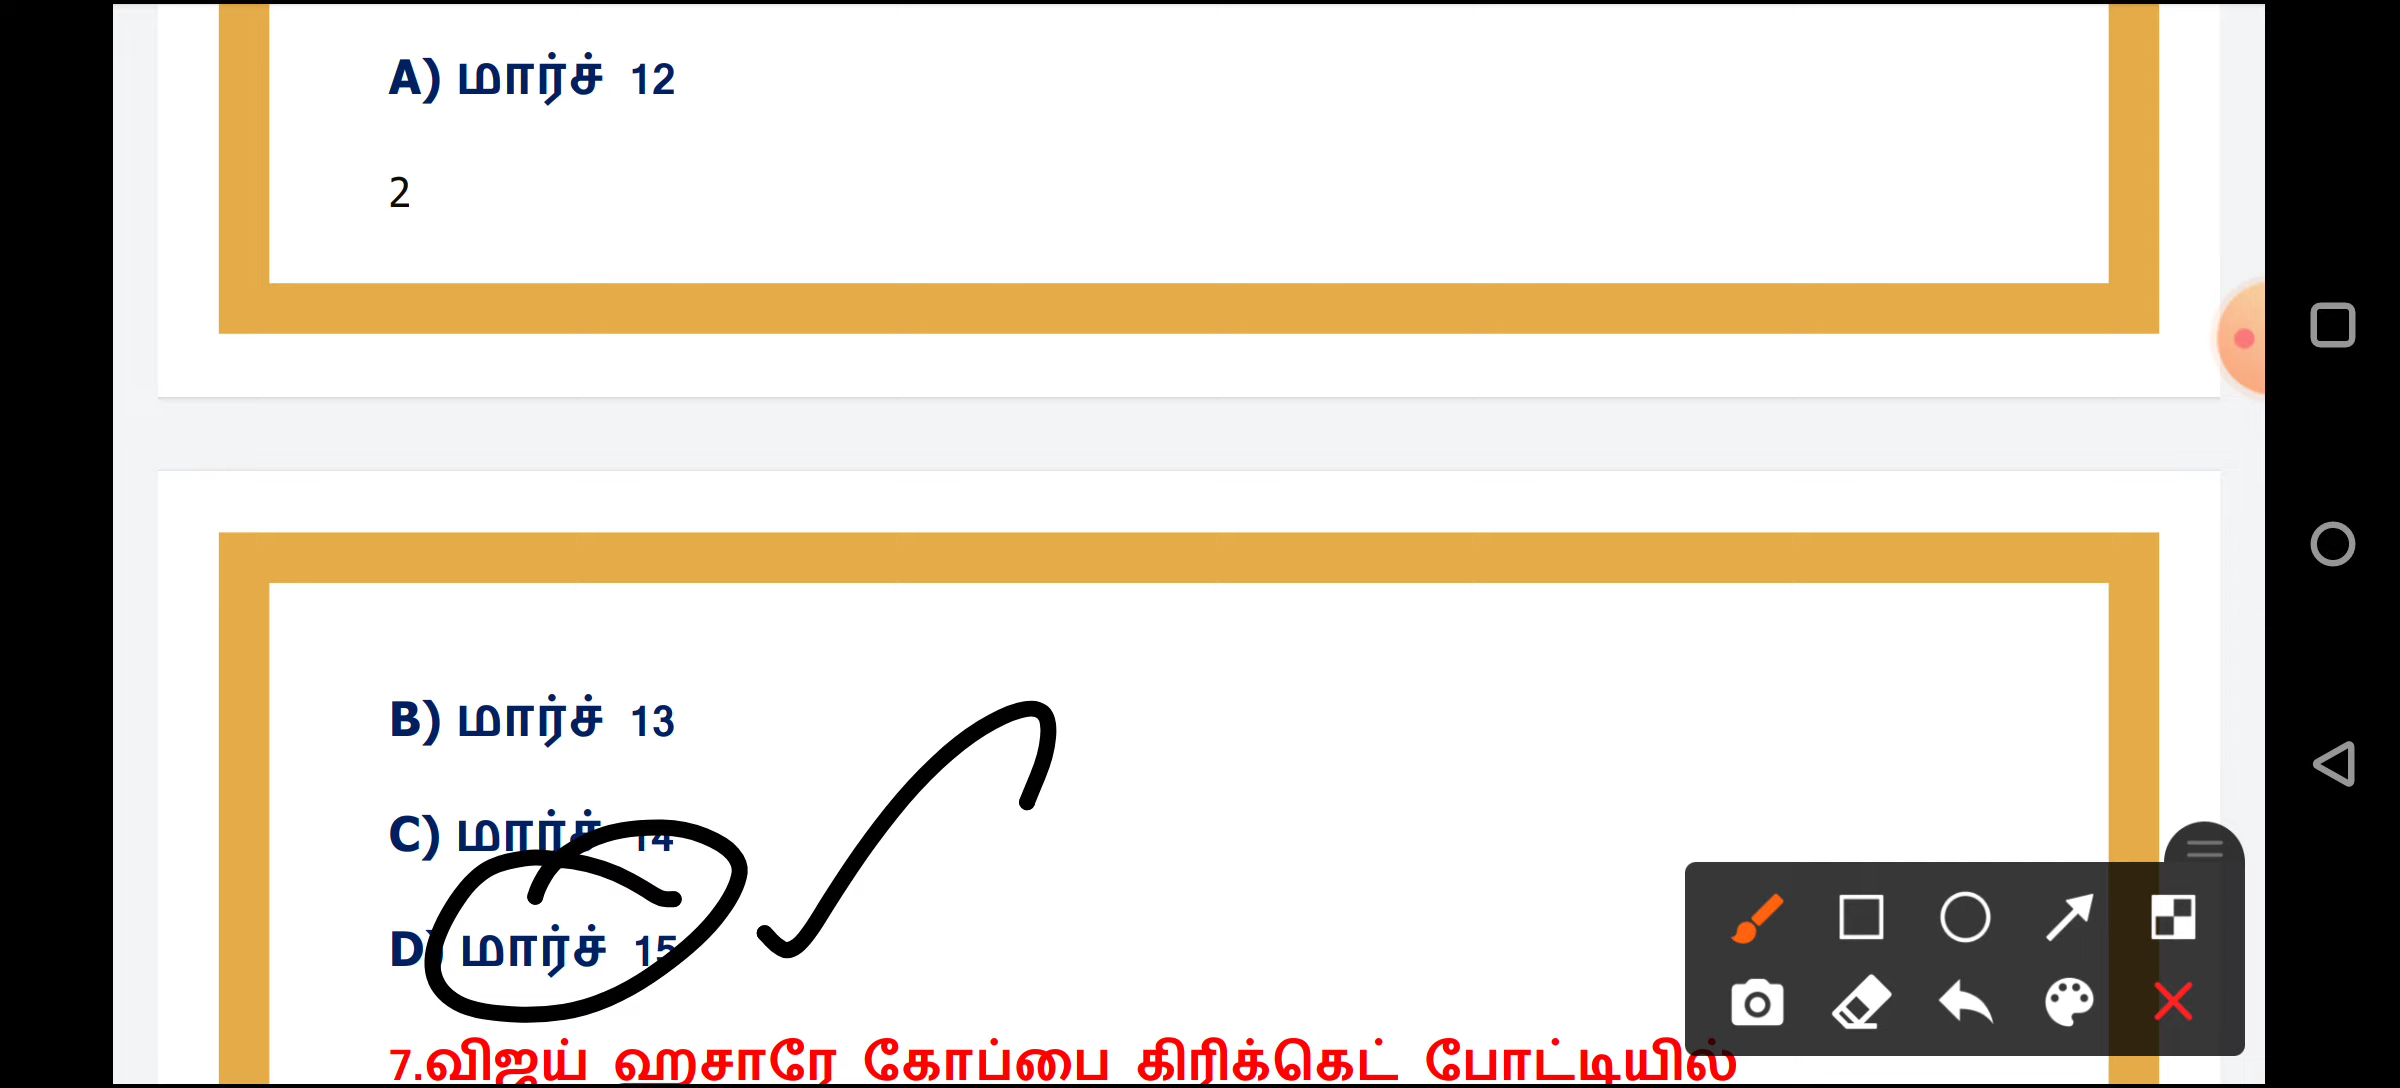 A) மார்ச் 12
2
B) மார்ச் 13
C) மார்ச் 14
D) மார்ச் 15
7.விஜய் ஹசாரே கோப்பை கிரிக்கெட் போட்டியில்